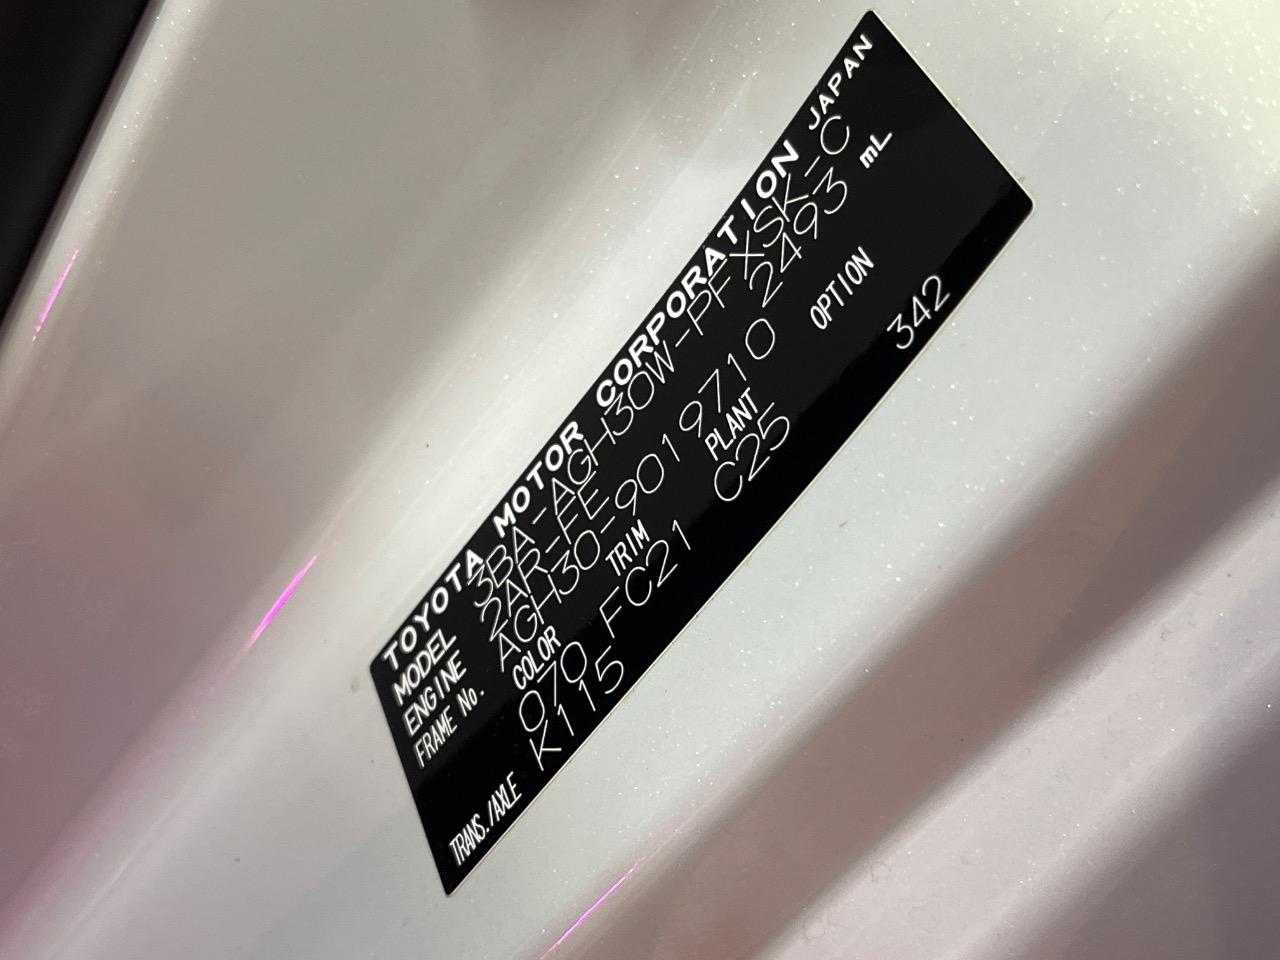 TOYOTA MOTOR CORPORATION JAPAN
MODEL 3BA-AGH30W-PFXSK-C
ENGINE 2AR-FE 2493 mL
FRAME No. AGH30-9019710
COLOR TRIM PLANT OPTION
070 FC21 C25 342
TRANS./AXLE K115